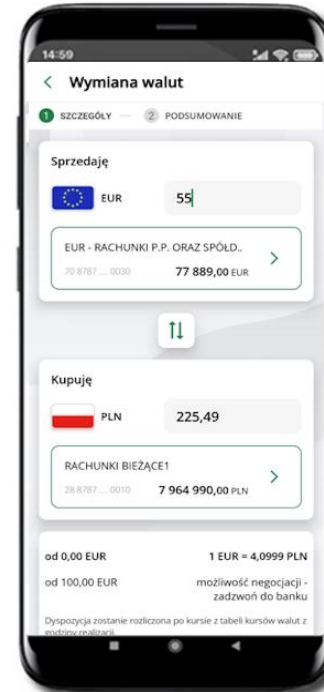 14:59
Wymiana walut
1 SZCZEGÓŁY — 2 PODSUMOWANIE
Sprzedaję
EUR 55
EUR - RACHUNKI P.P. ORAZ SPÓŁD..
70 8787 ... 0030 77 889,00 EUR
Kupuję
PLN 225,49
RACHUNKI BIEŻĄCE1
28 8787 ... 0010 7 964 990,00 PLN
od 0,00 EUR 1 EUR = 4,0999 PLN
od 100,00 EUR możliwość negocjacji -
zadzwoń do banku
Dyspozycja zostanie rozliczona po kursie z tabeli kursów walut z
godziny realizacji